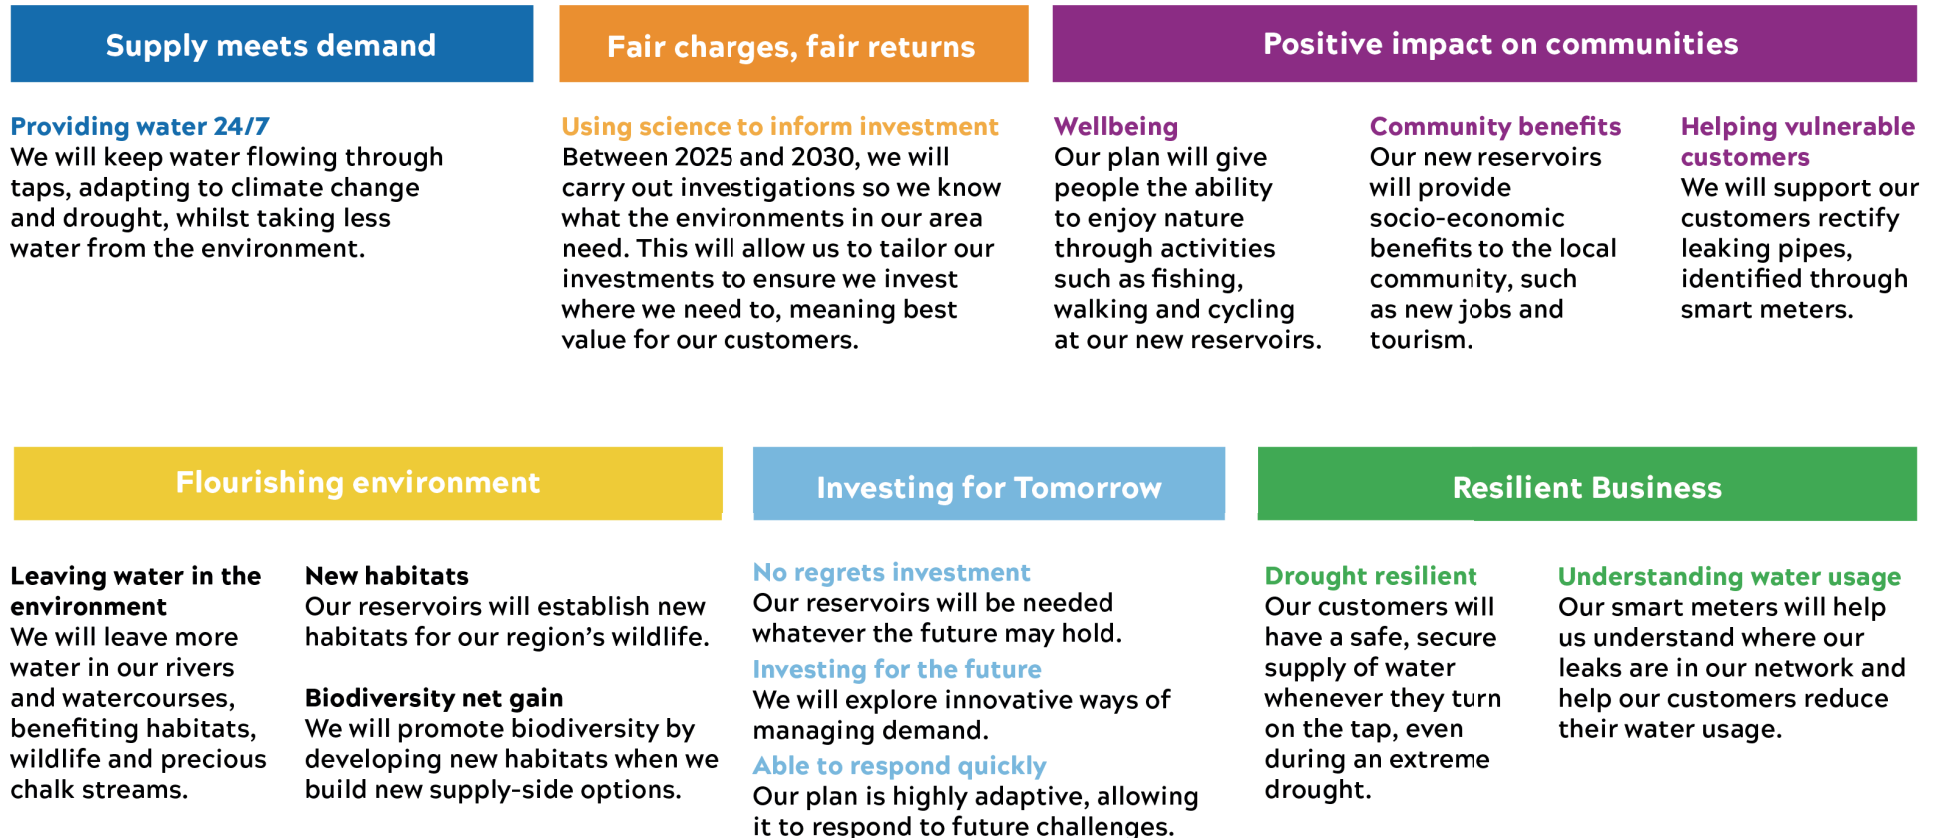 Supply meets demand
Providing water 24/7
We will keep water flowing through
taps, adapting to climate change
and drought, whilst taking less
water from the environment.
Fair charges, fair returns
Using science to inform investment
Between 2025 and 2030, we will
carry out investigations so we know
what the environments in our area
need. This will allow us to tailor our
investments to ensure we invest
where we need to, meaning best
value for our customers.
Positive impact on communities
Wellbeing
Our plan will give
people the ability
to enjoy nature
through activities
such as fishing,
walking and cycling
at our new reservoirs.
Community benefits
Our new reservoirs
will provide
socio-economic
benefits to the local
community, such
as new jobs and
tourism.
Helping vulnerable
customers
We will support our
customers rectify
leaking pipes,
identified through
smart meters.
Flourishing environment
Leaving water in the
environment
We will leave more
water in our rivers
and watercourses,
benefiting habitats,
wildlife and precious
chalk streams.
New habitats
Our reservoirs will establish new
habitats for our region's wildlife.
Biodiversity net gain
We will promote biodiversity by
developing new habitats when we
build new supply-side options.
Investing for Tomorrow
No regrets investment
Our reservoirs will be needed
whatever the future may hold.
Investing for the future
We will explore innovative ways of
managing demand.
Able to respond quickly
Our plan is highly adaptive, allowing
it to respond to future challenges.
Resilient Business
Drought resilient
Our customers will
have a safe, secure
supply of water
whenever they turn
on the tap, even
during an extreme
drought.
Understanding water usage
Our smart meters will help
us understand where our
leaks are in our network and
help our customers reduce
their water usage.